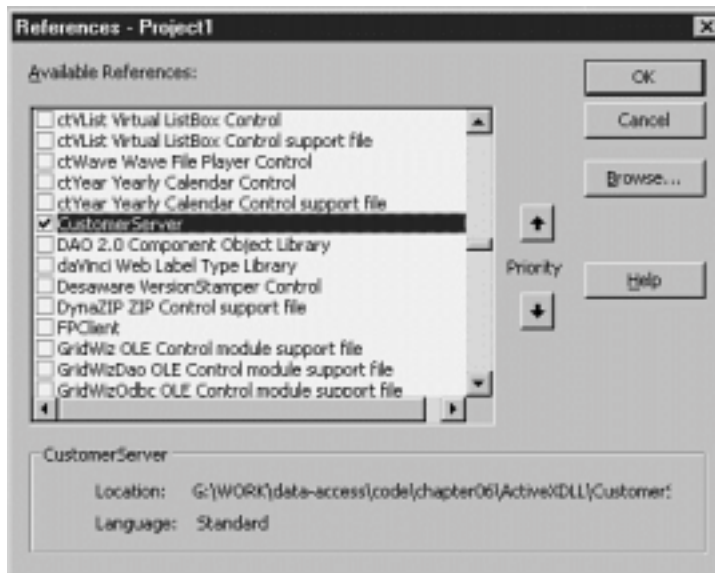 References - Project1
Available References:
OK
Cancel
Browse...
Help
ctVList Virtual ListBox Control
ctVList Virtual ListBox Control support file
ctWave Wave File Player Control
ctYear Yearly Calendar Control
ctYear Yearly Calendar Control support file
CustomerServer
DAO 2.0 Component Object Library
daVinci Web Label Type Library
Desaware VersionStamper Control
DynaZIP ZIP Control support file
FPClient
GridWiz OLE Control module support file
GridWizDao OLE Control module support file
GridWizOdbc OLE Control module support file
Priority
CustomerServer
Location: G:\WORK\data-access\code\chapter06\ActiveXDLL\Customer
Language: Standard